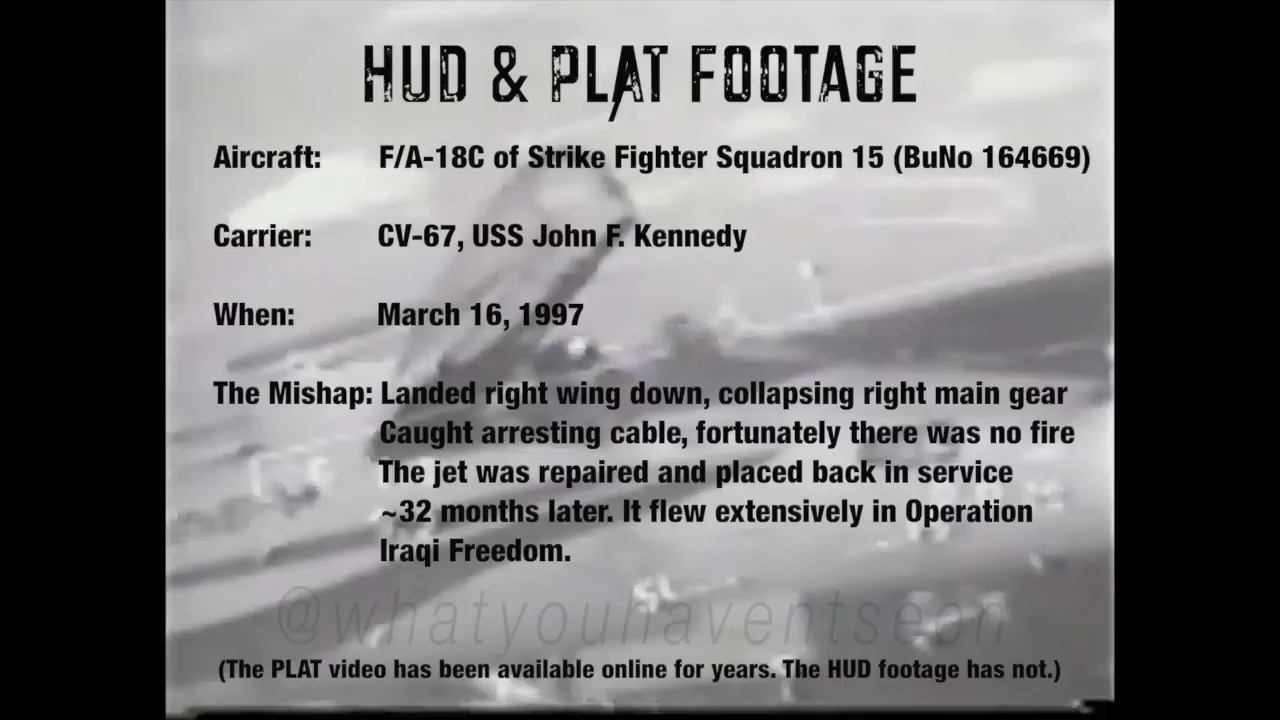 HUD & PLAT FOOTAGE
Aircraft: F/A-18C of Strike Fighter Squadron 15 (BuNo 164669)
Carrier: CV-67, USS John F. Kennedy
When: March 16, 1997
The Mishap: Landed right wing down, collapsing right main gear
Caught arresting cable, fortunately there was no fire
The jet was repaired and placed back in service
~32 months later. It flew extensively in Operation
Iraqi Freedom.
@whatyouhaventseen
(The PLAT video has been available online for years. The HUD footage has not.)